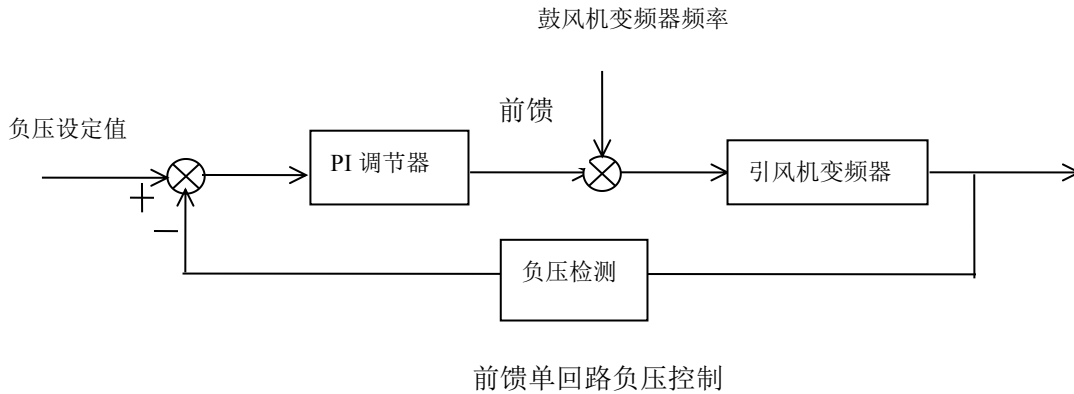 鼓风机变频器频率
前馈
负压设定值
PI 调节器
引风机变频器
+
—
负压检测
前馈单回路负压控制